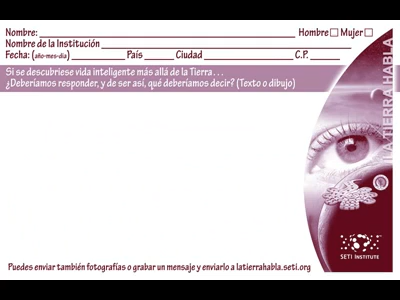 Nombre: Hombre Mujer
Nombre de la Institución
Fecha: (año-mes-día) País Ciudad C.P.
Si se descubriese vida inteligente más allá de la Tierra...
¿Deberíamos responder, y de ser así, qué deberíamos decir? (Texto o dibujo)
¡LA TIERRA HABLA
SETI INSTITUTE
Puedes enviar también fotografías o grabar un mensaje y enviarlo a latierrahabla.seti.org